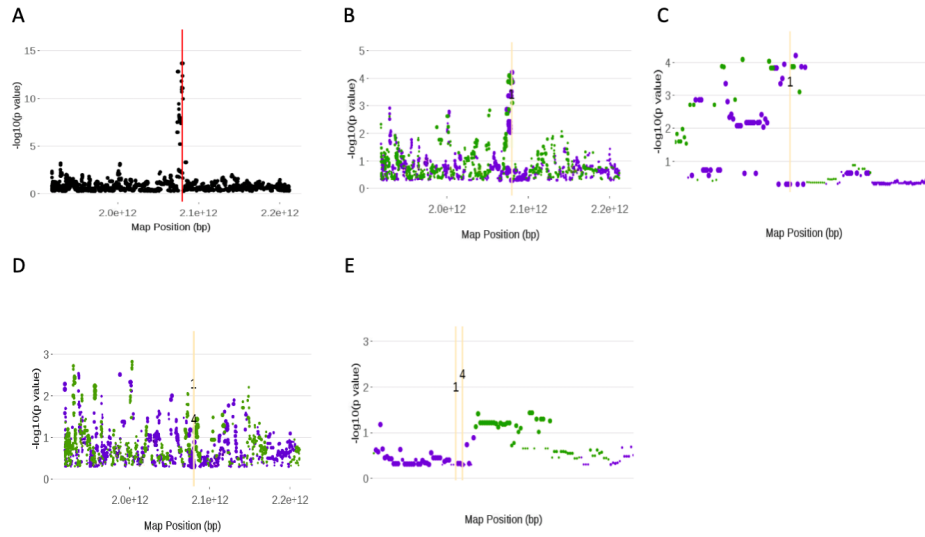 A
15
10
5
0
-log10(p value)
2.0e+12
2.1e+12
2.2e+12
Map Position (bp)
B
5
4
3
2
1
0
-log10(p value)
1
2.0e+12
2.1e+12
2.2e+12
Map Position (bp)
C
4
3
2
1
-log10(p value)
1
Map Position (bp)
D
3
2
1
0
-log10(p value)
1
4
2.0e+12
2.1e+12
2.2e+12
Map Position (bp)
E
3
2
1
0
-log10(p value)
4
1
Map Position (bp)